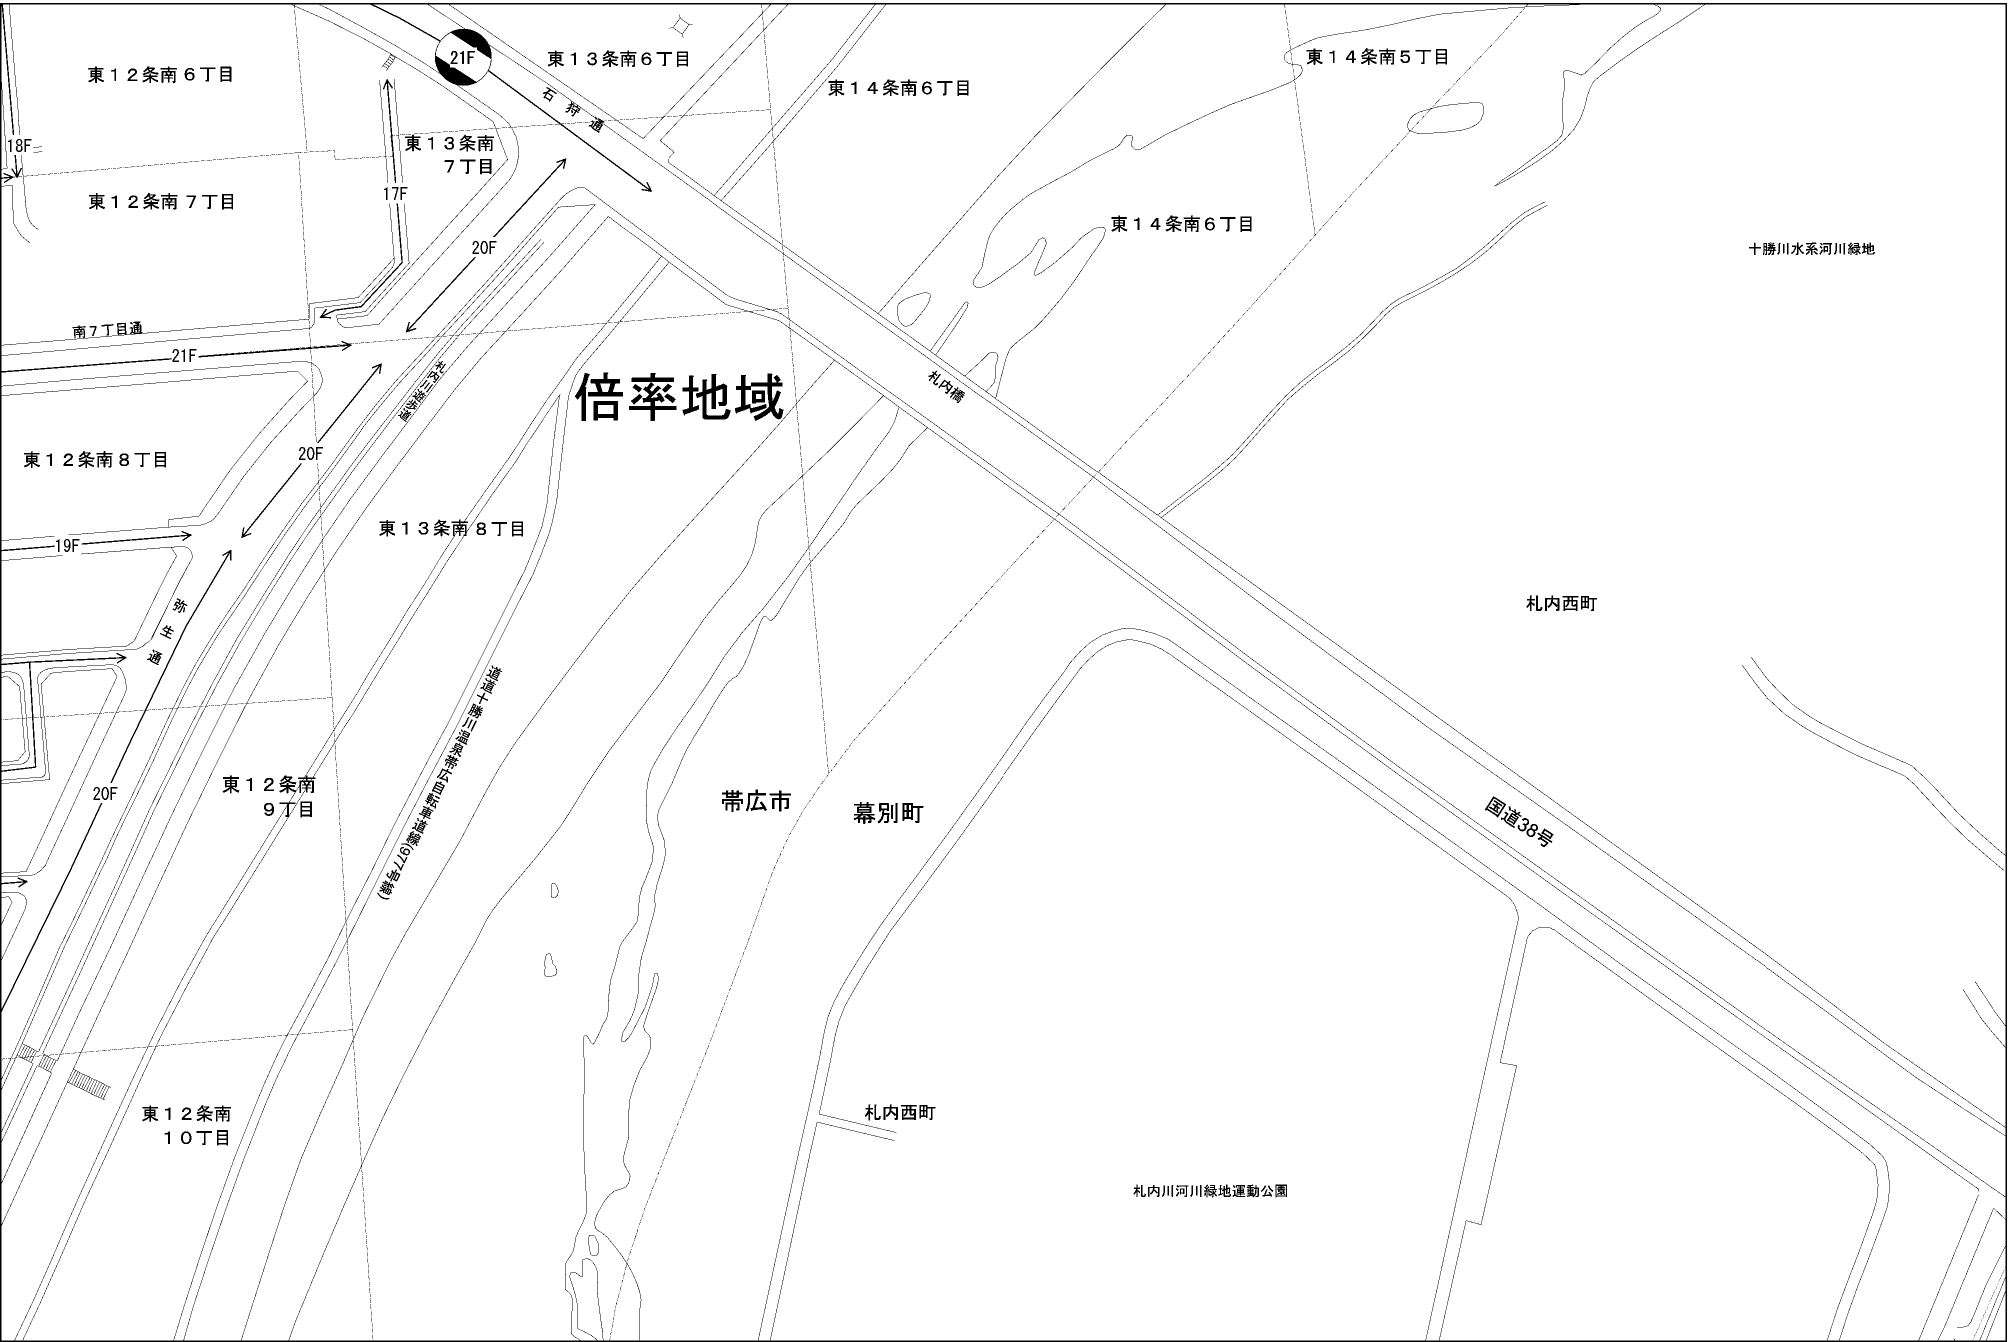 21F
東１３条南６丁目
東１４条南５丁目
東１２条南６丁目
東１４条南６丁目
石狩通
18F
東１３条南
７丁目
17F
東１２条南７丁目
20F
東１４条南６丁目
十勝川水系河川緑地
南７丁目通
21F
札内川遊歩道
倍率地域
札内橋
20F
東１２条南８丁目
東１３条南８丁目
19F
弥生通
札内西町
道道十勝川温泉帯広自転車道線(977号線)
20F
東１２条南
９丁目
帯広市
幕別町
国道38号
東１２条南
１０丁目
札内西町
札内川河川緑地運動公園